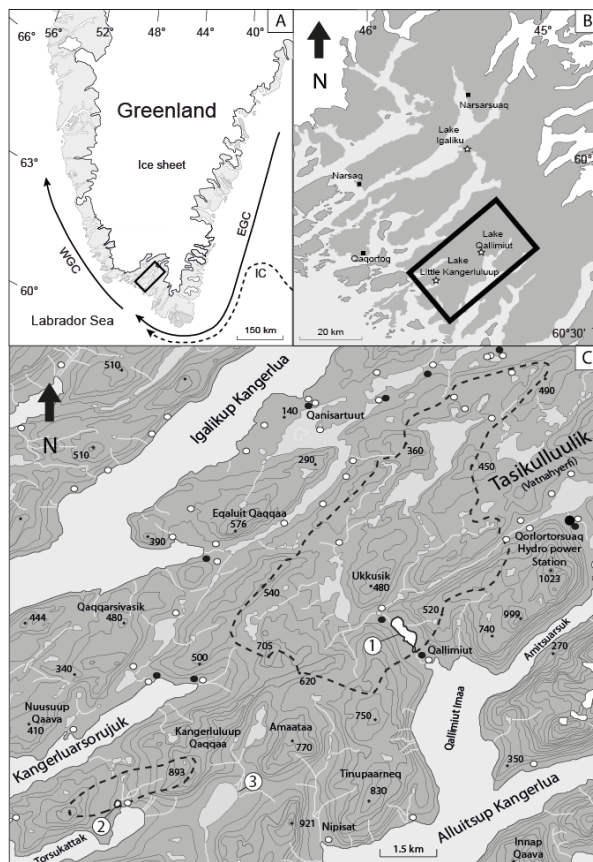 A
66°
56°
52°
48°
44°
40°
Greenland
Ice sheet
63°
EGC
WGC
IC
60°
Labrador Sea
150 km
B
46°
45°
N
Narsarsuaq
Lake
Igaliku
60°
Narsaq
Lake
Qallimiut
Qaqortoq
Lake
Little Kangerluluup
20 km
60°30'
C
510
N
510
Igalikup Kangerlua
140
Qanisartuut
490
360
290
450
Tasikulluulik
(Vatnahverfi)
Eqaluit Qaqqaa
576
390
Qorlortorsuaq
Hydro power
Station
1023
Ukkusik
480
540
Qaqqarsivasik
444
480
520
999
740
1
Qallimiut
Amitsuarsuk
270
705
340
500
620
Nuusuup
Qaava
410
Qallimiut Imaa
750
Kangerluarsorujuk
Kangerluluup
Qaqqaa
Amaataa
770
893
3
Tinupaarneq
830
350
Alluitsup Kangerlua
2
921
Nipisat
Torsukattak
1.5 km
Innap
Qaava